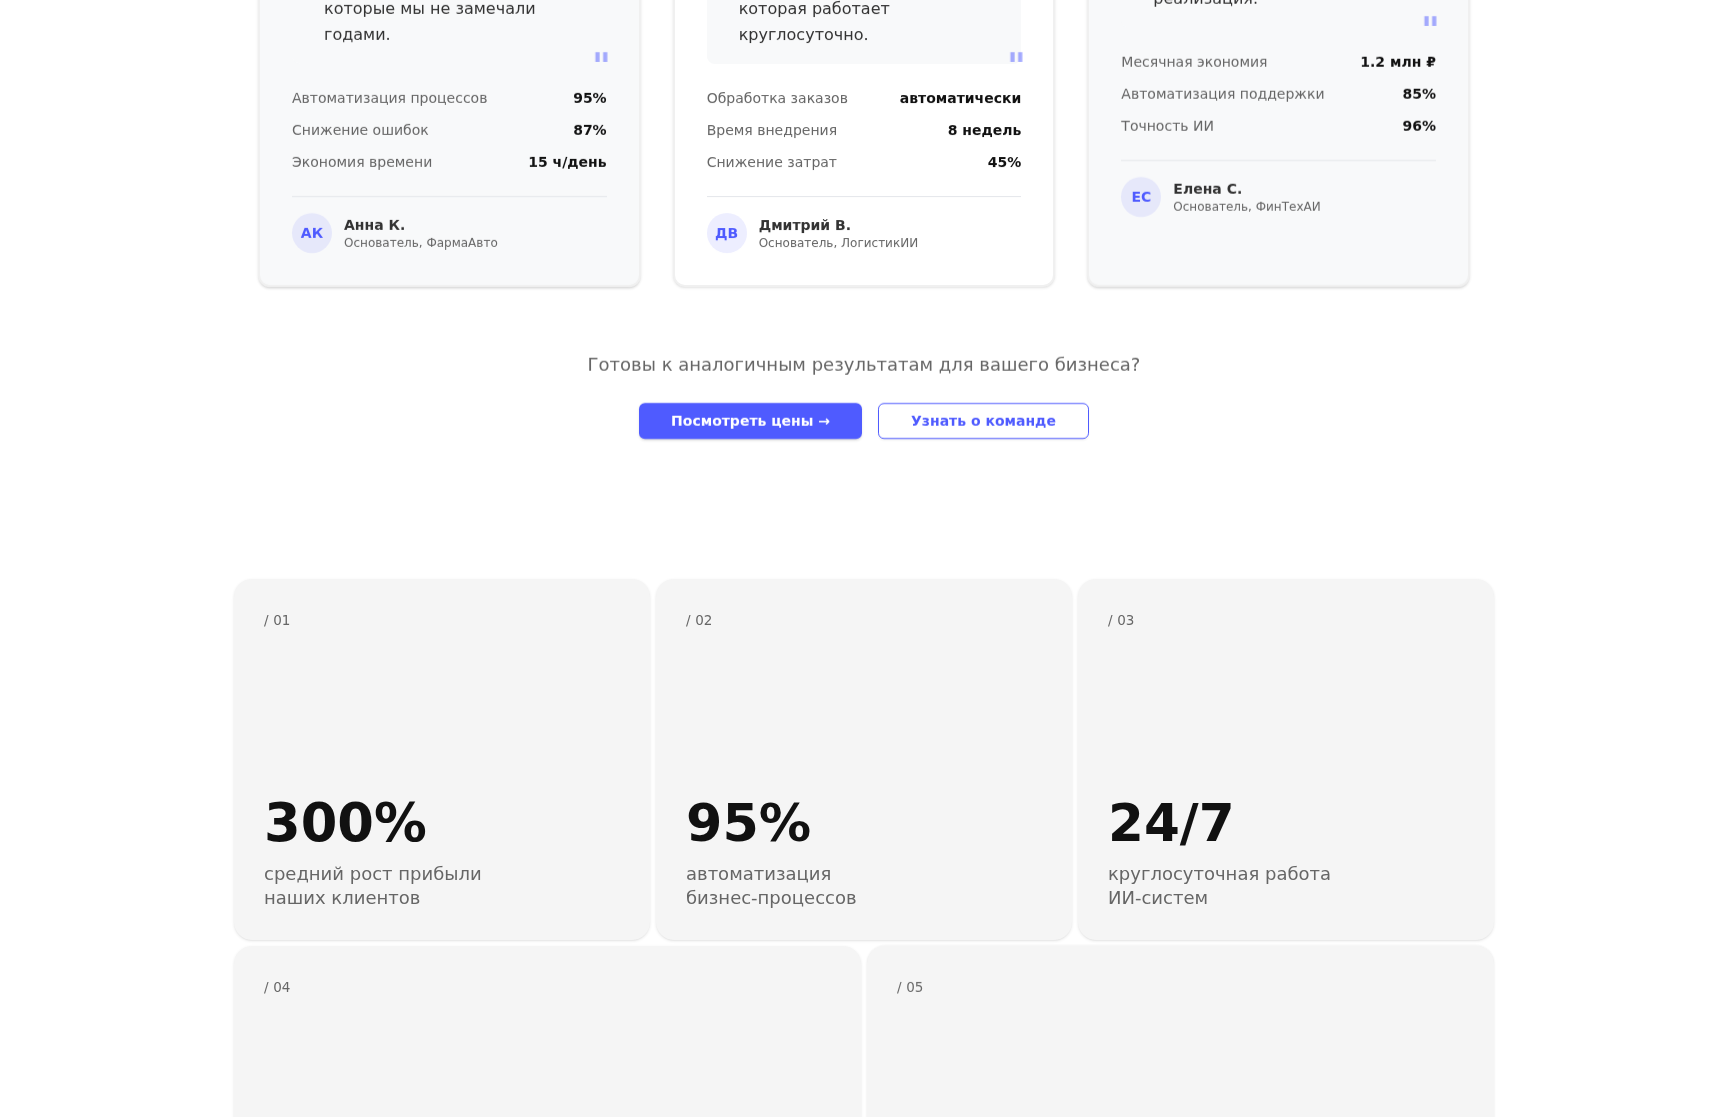 которые мы не замечали
годами.
"
Автоматизация процессов 95%
Снижение ошибок 87%
Экономия времени 15 ч/день
АК
Анна К.
Основатель, ФармаАвто
которая работает
круглосуточно.
"
Обработка заказов автоматически
Время внедрения 8 недель
Снижение затрат 45%
ДВ
Дмитрий В.
Основатель, ЛогистикИИ
реализация.
"
Месячная экономия 1.2 млн ₽
Автоматизация поддержки 85%
Точность ИИ 96%
ЕС
Елена С.
Основатель, ФинТехАИ
Готовы к аналогичным результатам для вашего бизнеса?
Посмотреть цены →
Узнать о команде
/ 01
300%
средний рост прибыли
наших клиентов
/ 02
95%
автоматизация
бизнес-процессов
/ 03
24/7
круглосуточная работа
ИИ-систем
/ 04
/ 05